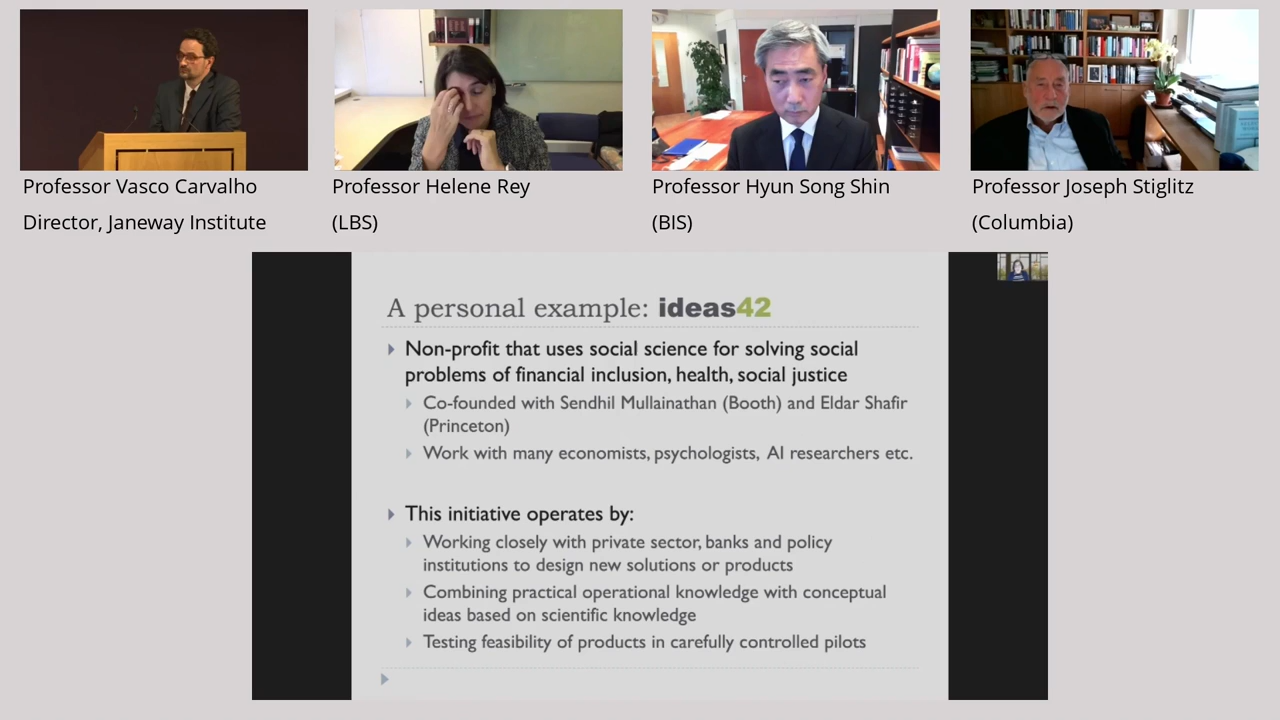 Professor Vasco Carvalho
Director, Janeway Institute
Professor Helene Rey
(LBS)
Professor Hyun Song Shin
(BIS)
Professor Joseph Stiglitz
(Columbia)
A personal example: ideas42
Non-profit that uses social science for solving social
problems of financial inclusion, health, social justice
Co-founded with Sendhil Mullainathan (Booth) and Eldar Shafir
(Princeton)
Work with many economists, psychologists, AI researchers etc.
This initiative operates by:
Working closely with private sector, banks and policy
institutions to design new solutions or products
Combining practical operational knowledge with conceptual
ideas based on scientific knowledge
Testing feasibility of products in carefully controlled pilots